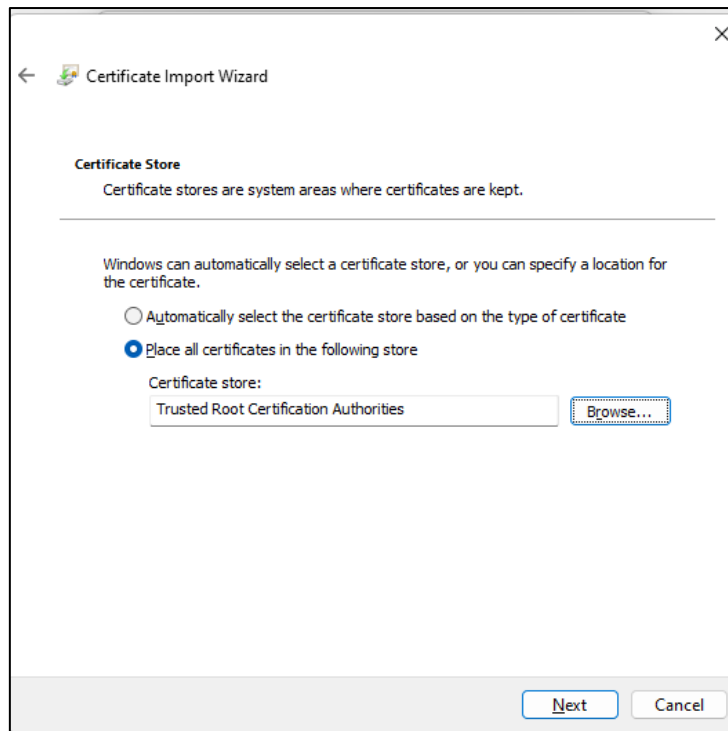 Certificate Import Wizard
Certificate Store
Certificate stores are system areas where certificates are kept.
Windows can automatically select a certificate store, or you can specify a location for
the certificate.
Automatically select the certificate store based on the type of certificate
Place all certificates in the following store
Certificate store:
Trusted Root Certification Authorities
Browse...
Next
Cancel